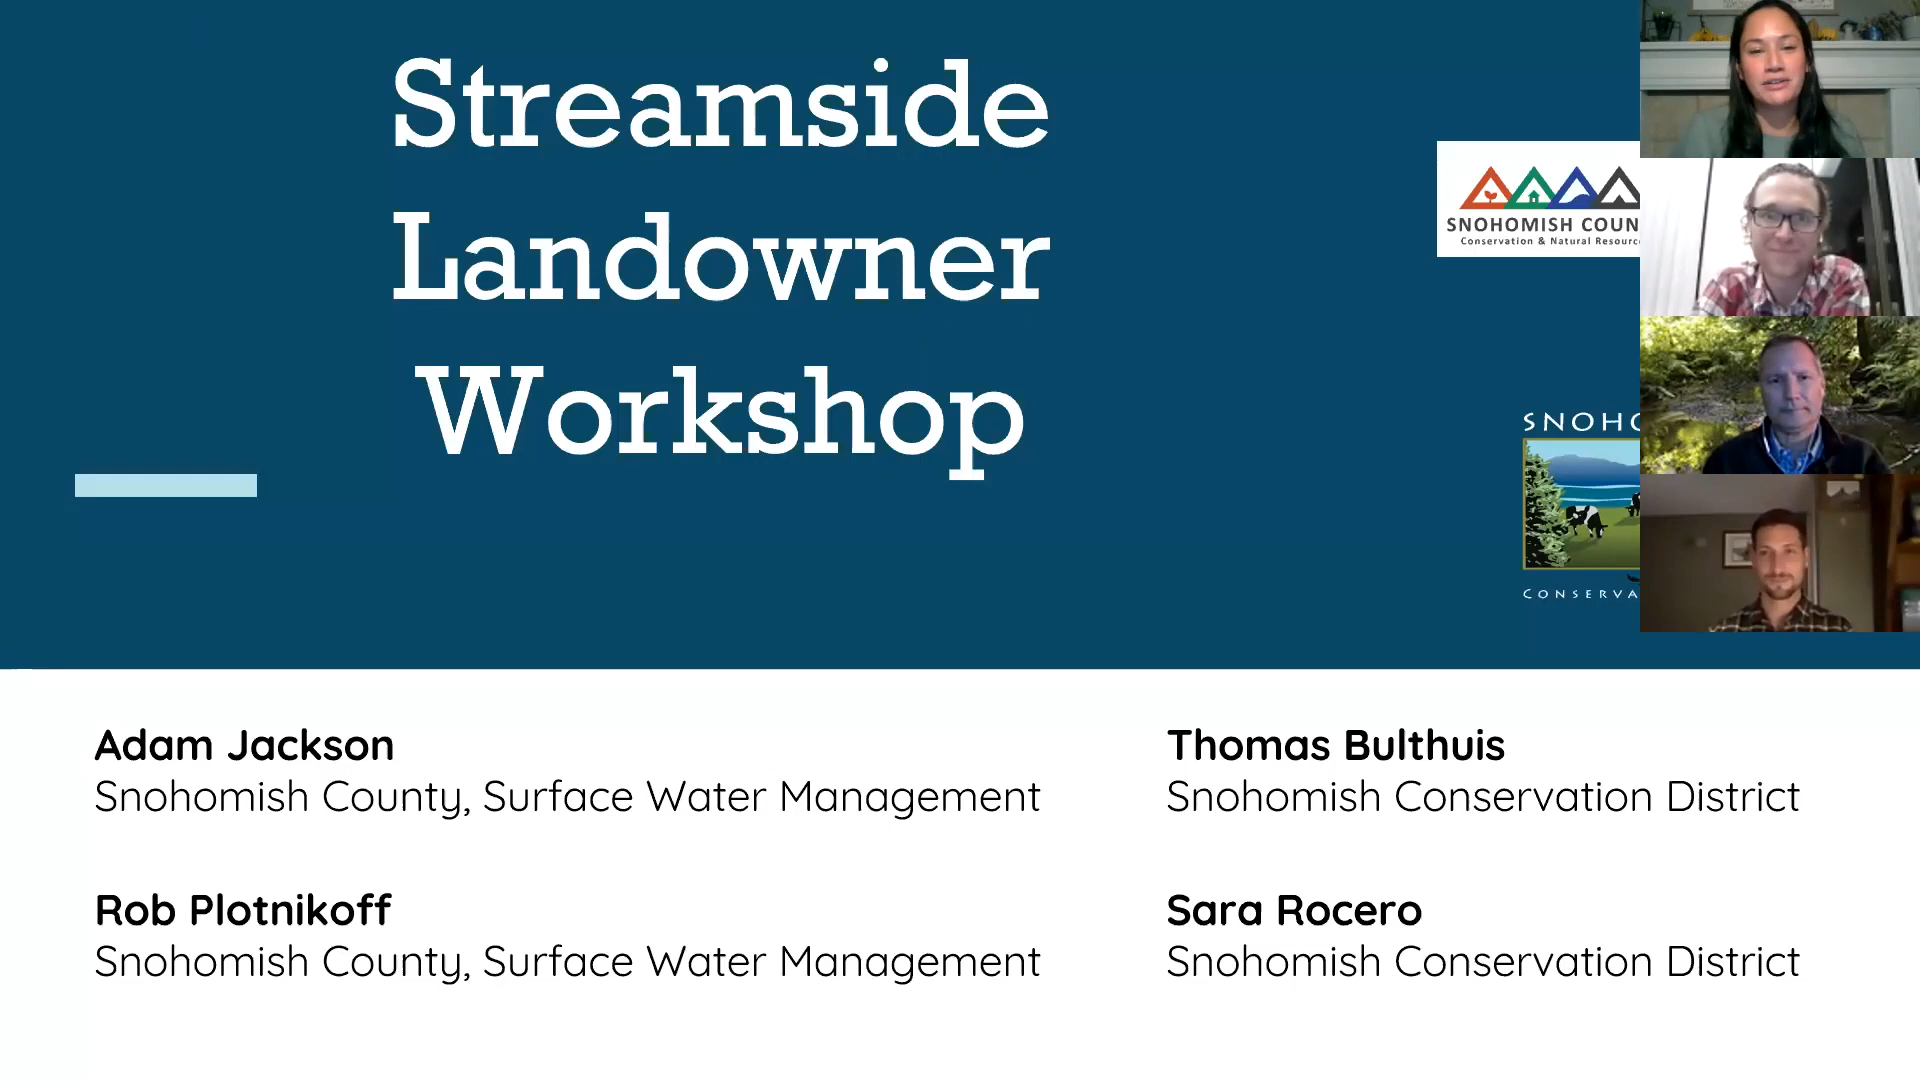 Streamside
Landowner
Workshop
SNOHOMISH COUN
Conservation & Natural Resourc
SNOHO
CONSERVA
Adam Jackson
Snohomish County, Surface Water Management
Thomas Bulthuis
Snohomish Conservation District
Rob Plotnikoff
Snohomish County, Surface Water Management
Sara Rocero
Snohomish Conservation District